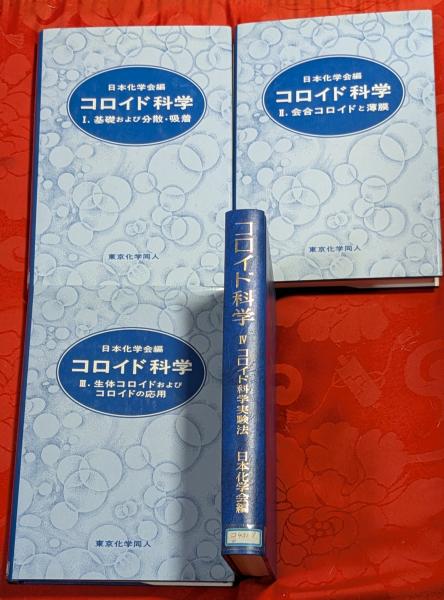 日本化学会編
コロイド科学
I. 基礎および分散・吸着
東京化学同人
日本化学会編
コロイド科学
II. 会合コロイドと薄膜
東京化学同人
日本化学会編
コロイド科学
III. 生体コロイドおよび
コロイドの応用
東京化学同人
コロイド科学 IV コロイド科学実験法 日本化学会編